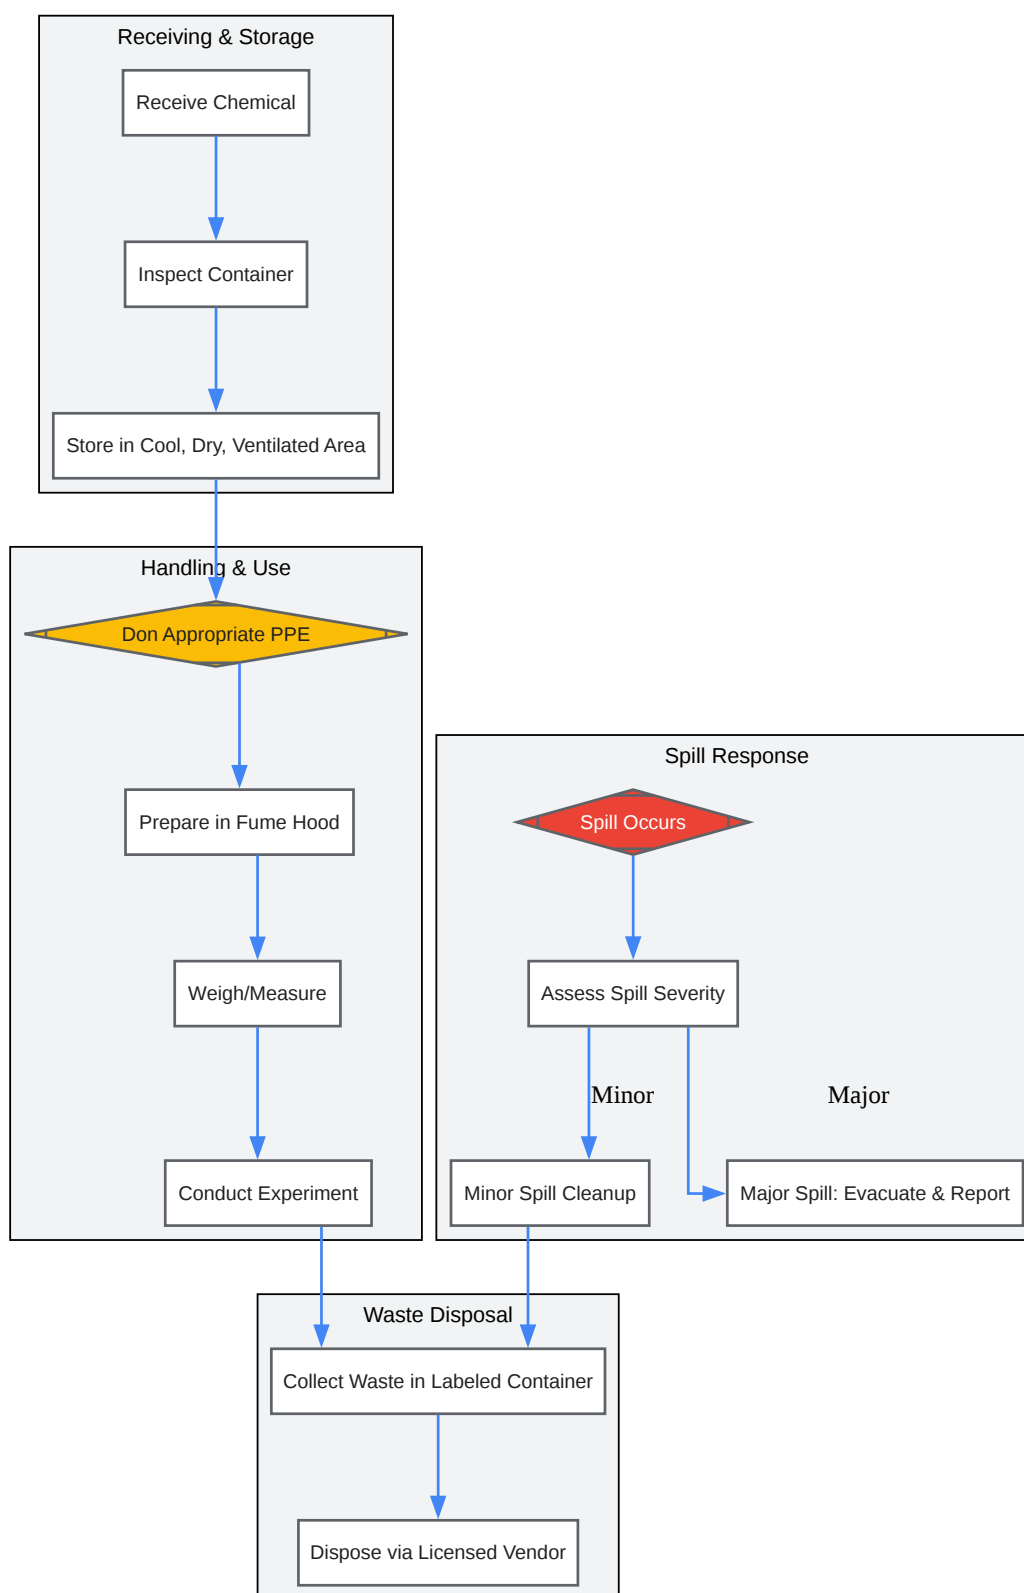 Receiving & Storage
Receive Chemical
Inspect Container
Store in Cool, Dry, Ventilated Area
Handling & Use
Don Appropriate PPE
Prepare in Fume Hood
Weigh/Measure
Conduct Experiment
Spill Response
Spill Occurs
Assess Spill Severity
Minor
Major
Minor Spill Cleanup
Major Spill: Evacuate & Report
Waste Disposal
Collect Waste in Labeled Container
Dispose via Licensed Vendor